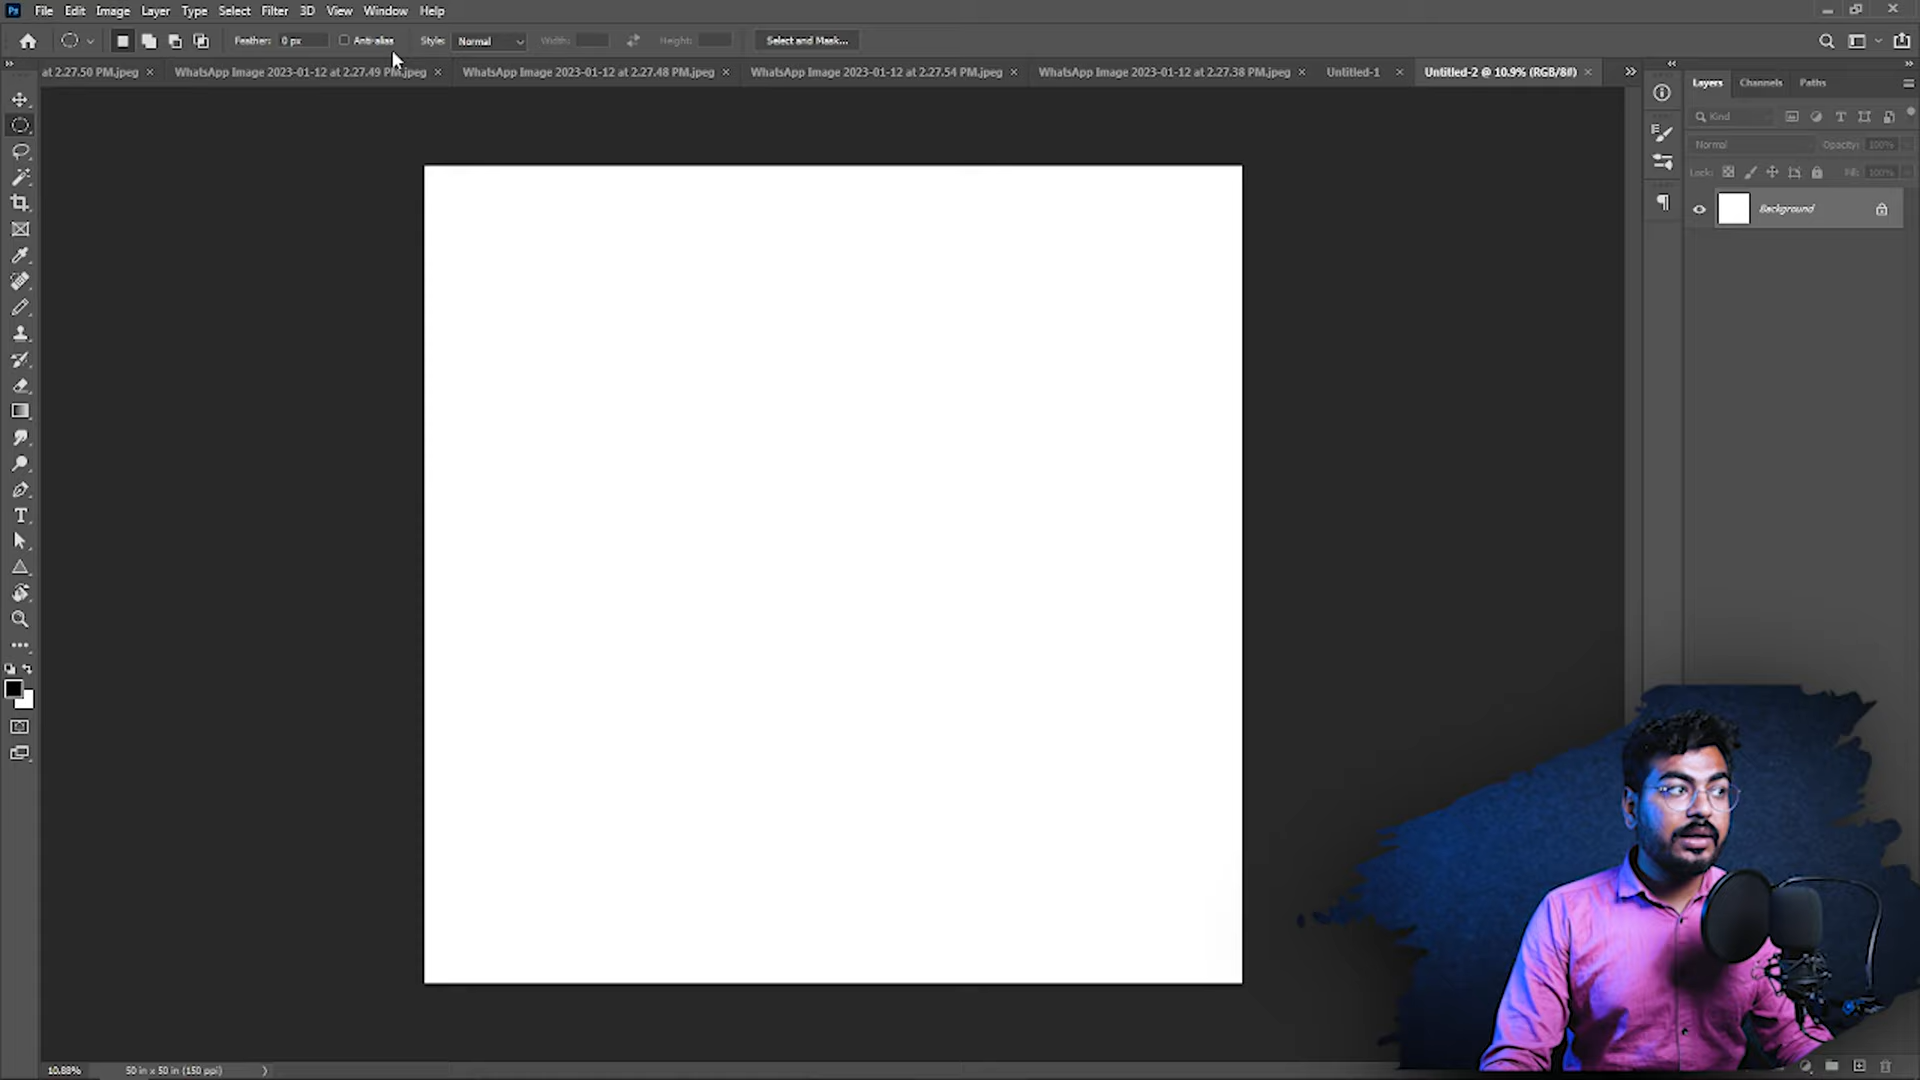 Ps File Edit Image Layer Type Select Filter 3D View Window Help
Feather: 0 px Anti-alias Style: Normal Width: Height: Select and Mask...
at 2.27.50 PM.jpeg × WhatsApp Image 2023-01-12 at 2.27.49 PM.jpeg × WhatsApp Image 2023-01-12 at 2.27.48 PM.jpeg × WhatsApp Image 2023-01-12 at 2.27.54 PM.jpeg × WhatsApp Image 2023-01-12 at 2.27.38 PM.jpeg × Untitled-1 × Untitled-2 @ 10.9% (RGB/8#) ×
Layers Channels Paths
Kind
Normal Opacity: 100%
Lock: Fill: 100%
Background
10.88% 50 in x 50 in (150 ppi)